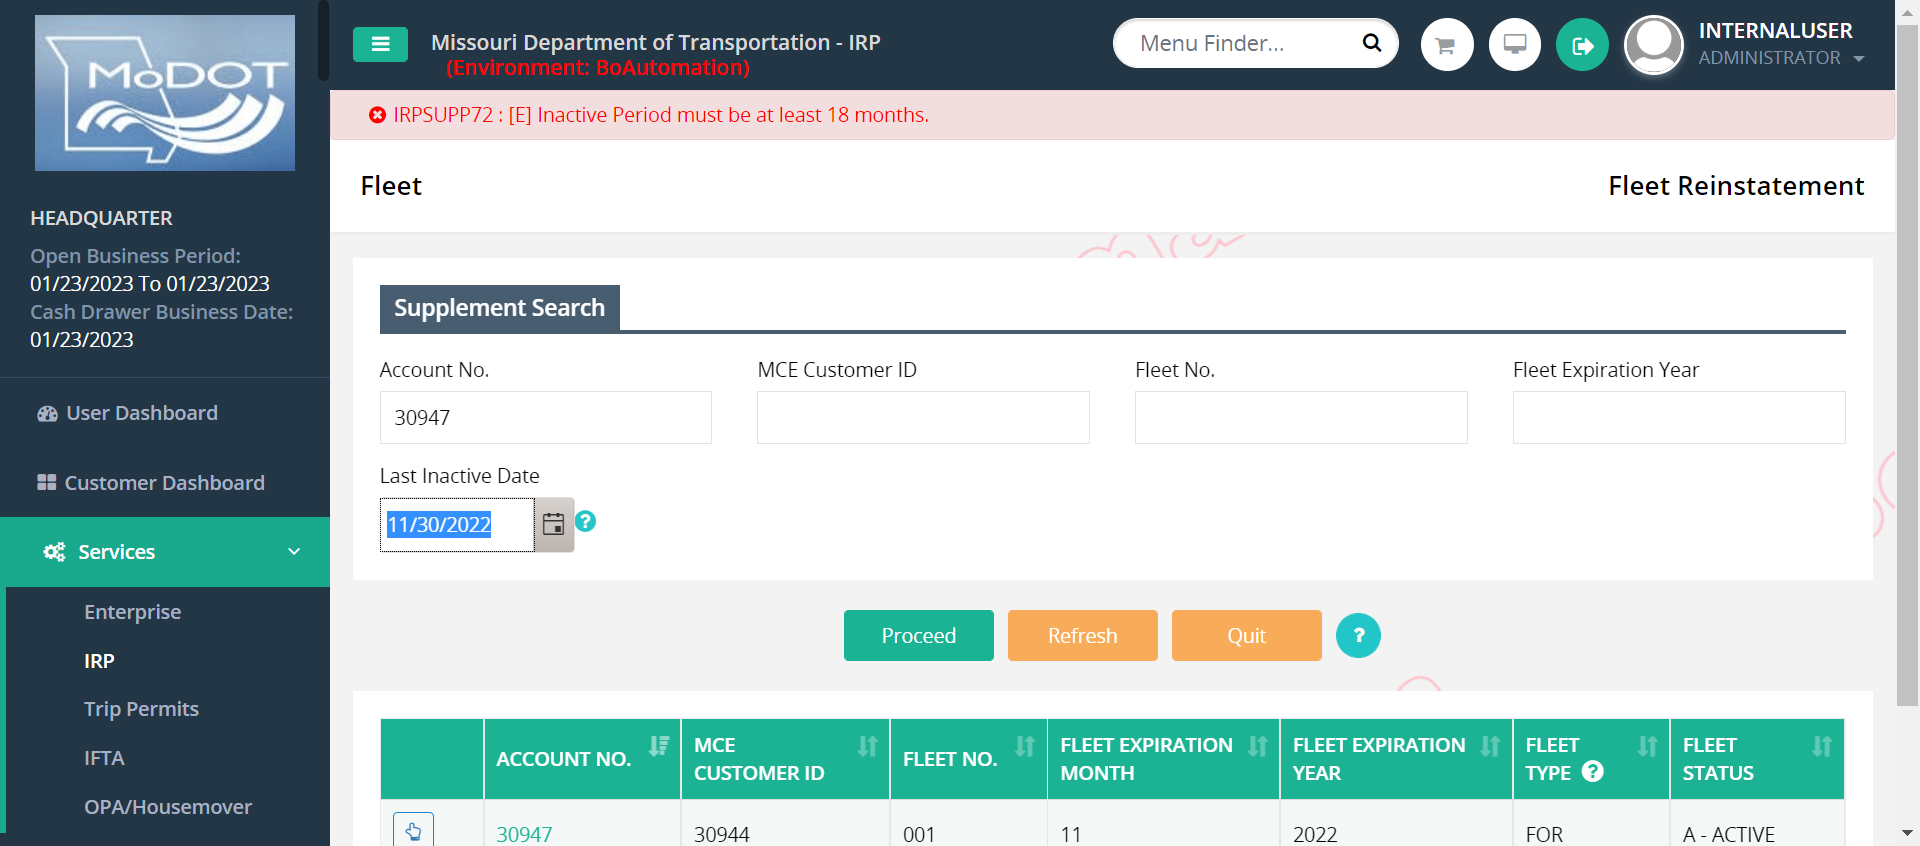 MoDOT
Missouri Department of Transportation - IRP
(Environment: BoAutomation)
Menu Finder...
INTERNALUSER
ADMINISTRATOR
IRPSUPP72 : [E] Inactive Period must be at least 18 months.
Fleet
Fleet Reinstatement
HEADQUARTER
Open Business Period:
01/23/2023 To 01/23/2023
Cash Drawer Business Date:
01/23/2023
User Dashboard
Customer Dashboard
Services
Enterprise
IRP
Trip Permits
IFTA
OPA/Housemover
Supplement Search
Account No.
MCE Customer ID
Fleet No.
Fleet Expiration Year
30947
Last Inactive Date
11/30/2022
?
Proceed
Refresh
Quit
?
ACCOUNT NO.
MCE
CUSTOMER ID
FLEET NO.
FLEET EXPIRATION
MONTH
FLEET EXPIRATION
YEAR
FLEET
TYPE ?
FLEET
STATUS
30947
30944
001
11
2022
FOR
A - ACTIVE